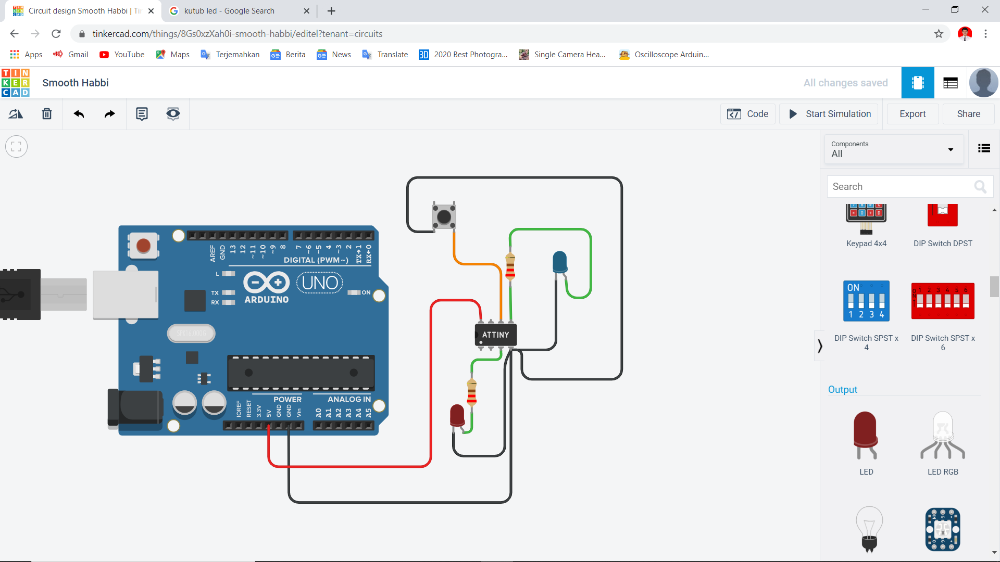 Circuit design Smooth Habbi | Tin
kutub led - Google Search
tinkercad.com/things/8Gs0xzXah0i-smooth-habbi/editel?tenant=circuits
Apps
Gmail
YouTube
Maps
Terjemahkan
Berita
News
Translate
3D
2020 Best Photogra...
Single Camera Hea...
Oscilloscope Arduin...
TIN
KER
CAD
Smooth Habbi
All changes saved
Code
Start Simulation
Export
Share
Components
All
Search
Keypad 4x4
DIP Switch DPST
ON
1 2 3 4
1 2 3 4 5 6
DIP Switch SPST x
4
DIP Switch SPST x
6
Output
LED
LED RGB
AREF
GND
13
12
~11
~10
~9
8
7
~6
~5
4
~3
2
TX→1
RX←0
DIGITAL (PWM~)
L
TX
RX
ARDUINO
UNO
ON
SPK16.000G
ATTINY
POWER
ANALOG IN
IOREF
RESET
3.3V
5V
GND
GND
Vin
A0
A1
A2
A3
A4
A5